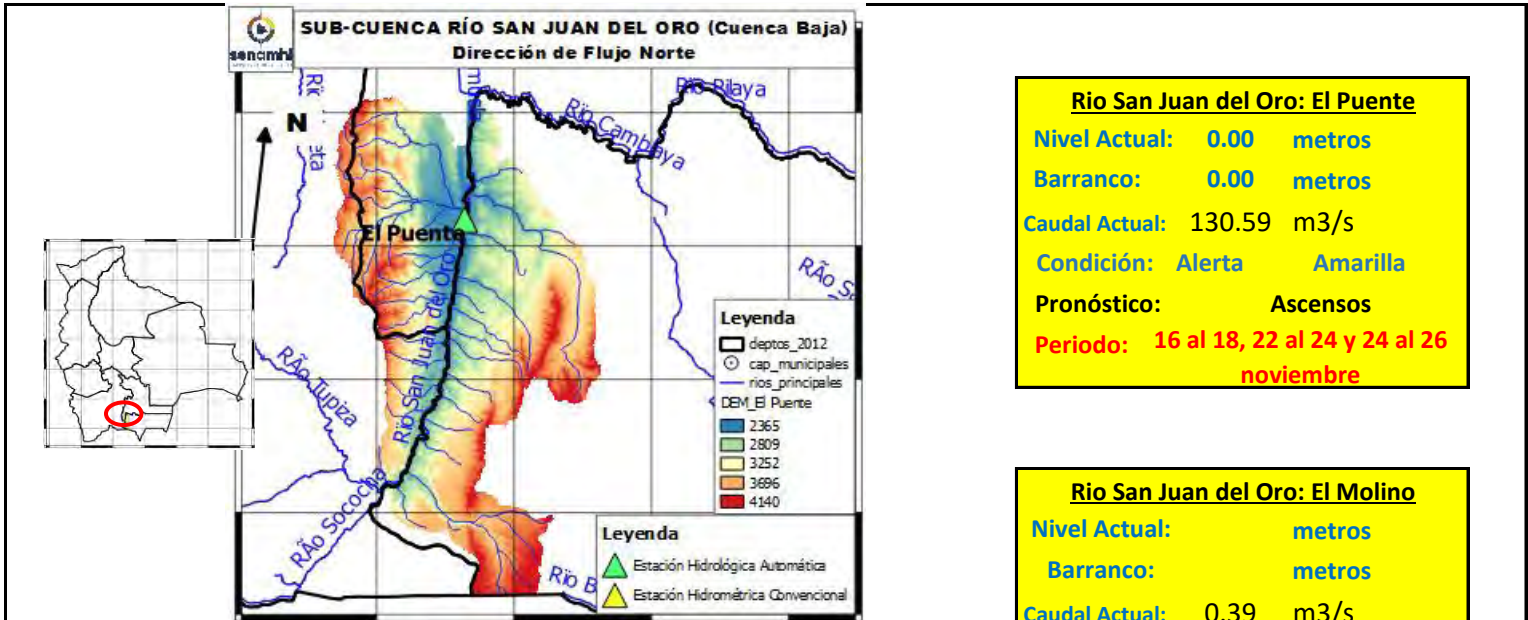 SUB-CUENCA RÍO SAN JUAN DEL ORO (Cuenca Baja)
Dirección de Flujo Norte
senamhi
N
Río Pilaya
Río Camblaya
El Puente
Río San Juan del Oro
RÃo Tupiza
RÃo Sococha
RÃo S
Río B
Leyenda
deptos_2012
cap_municipales
rios_principales
DEM_El Puente
2365
2809
3252
3696
4140
Leyenda
Estación Hidrológica Automática
Estación Hidrométrica Convencional
Rio San Juan del Oro: El Puente
Nivel Actual: 0.00 metros
Barranco: 0.00 metros
Caudal Actual: 130.59 m3/s
Condición: Alerta Amarilla
Pronóstico: Ascensos
Periodo: 16 al 18, 22 al 24 y 24 al 26
noviembre
Rio San Juan del Oro: El Molino
Nivel Actual: metros
Barranco: metros
Caudal Actual: 0.39 m3/s